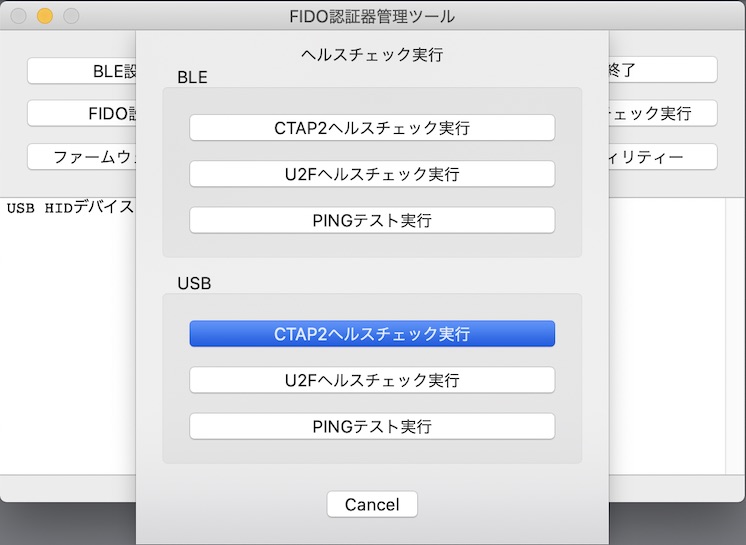 FIDO認証器管理ツール
ヘルスチェック実行
BLE
BLE設
終了
CTAP2ヘルスチェック実行
FIDO設
ェック実行
U2Fヘルスチェック実行
ファームウ
ィリティー
PINGテスト実行
USB HIDデバイス
USB
CTAP2ヘルスチェック実行
U2Fヘルスチェック実行
PINGテスト実行
Cancel